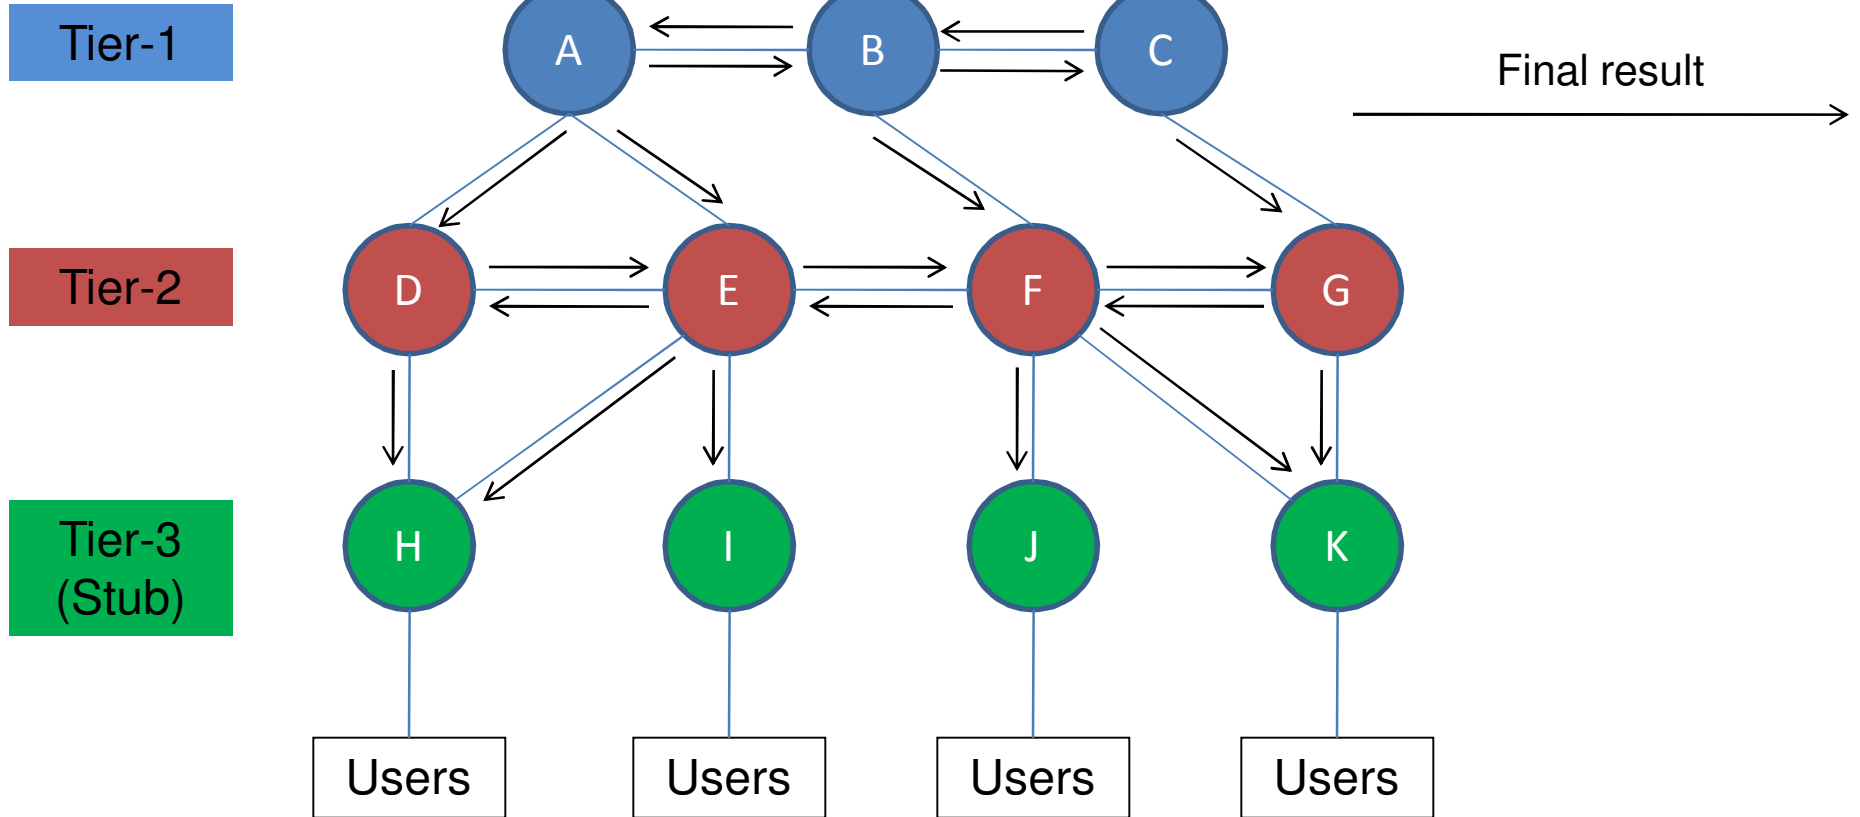 Tier-1
A
B
C
Final result
Tier-2
D
E
F
G
Tier-3
(Stub)
H
I
J
K
Users
Users
Users
Users